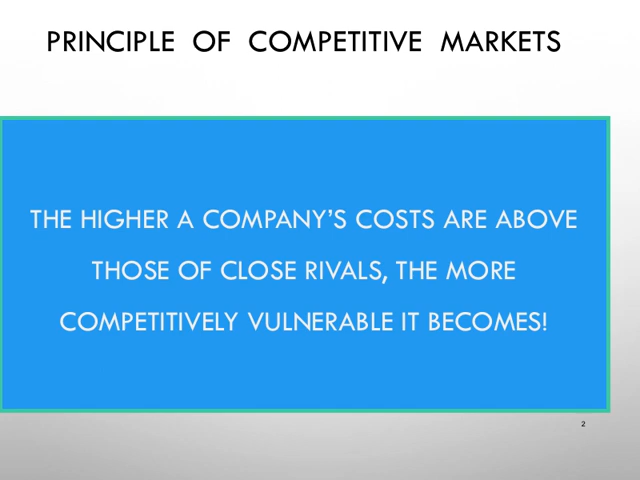 PRINCIPLE OF COMPETITIVE MARKETS
THE HIGHER A COMPANY’S COSTS ARE ABOVE
THOSE OF CLOSE RIVALS, THE MORE
COMPETITIVELY VULNERABLE IT BECOMES!
2